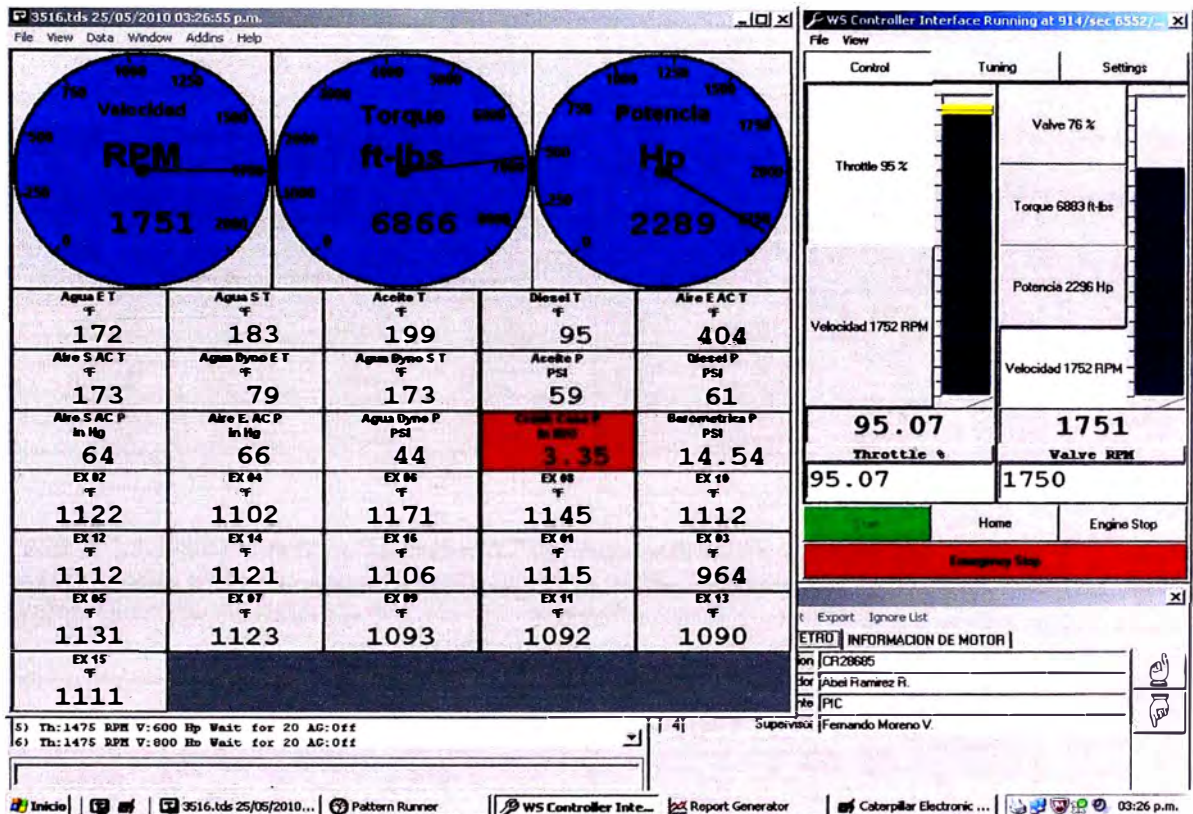 3516.tds 25/05/2010 03:26:55 p.m.
File View Data Window Addins Help
Velocidad
RPM
1751
Torque
ft-lbs
6866
Potencia
Hp
2289
Agua E T °F 172
Agua S T °F 183
Aceite T °F 199
Diesel T °F 95
Aire E AC T °F 404
Aire S AC T °F 173
Agua Dyno E T °F 79
Agua Dyno S T °F 173
Aceite P PSI 59
Diesel P PSI 61
Aire S AC P in Hg 64
Aire E. AC P in Hg 66
Agua Dyno P PSI 44
3.35
Barometrica P PSI 14.54
EX 02 °F 1122
EX 04 °F 1102
EX 06 °F 1171
EX 08 °F 1145
EX 10 °F 1112
EX 12 °F 1112
EX 14 °F 1121
EX 16 °F 1106
EX 01 °F 1115
EX 03 °F 964
EX 05 °F 1131
EX 07 °F 1123
EX 09 °F 1093
EX 11 °F 1092
EX 13 °F 1090
EX 15 °F 1111
5) Th:1475 RPM V:600 Hp Wait for 20 AG:Off
6) Th:1475 RPM V:800 Hp Wait for 20 AG:Off
WS Controller Interface Running at 914/sec 6552/...
File View
Control Tuning Settings
Throttle 95 %
Velocidad 1752 RPM
Valve 76 %
Torque 6883 ft-lbs
Potencia 2296 Hp
Velocidad 1752 RPM
95.07 1751
Throttle % Valve RPM
95.07 1750
Home Engine Stop
Emergency Stop
t Export Ignore List
ETRO INFORMACION DE MOTOR
ion CR28685
dor Abel Ramirez R.
nte PIC
4 Supervisor Fernando Moreno V.
Inicio 3516.tds 25/05/2010... Pattern Runner WS Controller Inte... Report Generator Caterpillar Electronic ... 03:26 p.m.